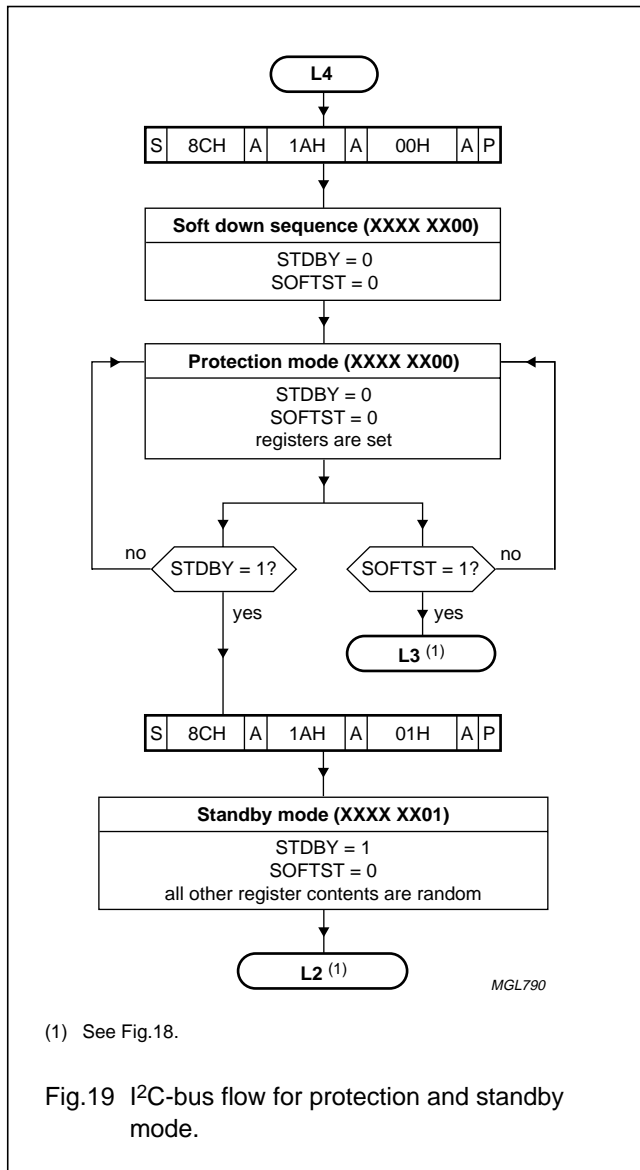 L4
S 8CH A 1AH A 00H A P
Soft down sequence (XXXX XX00)
STDBY = 0
SOFTST = 0
Protection mode (XXXX XX00)
STDBY = 0
SOFTST = 0
registers are set
no
STDBY = 1?
SOFTST = 1?
no
yes
yes
L3 (1)
S 8CH A 1AH A 01H A P
Standby mode (XXXX XX01)
STDBY = 1
SOFTST = 0
all other register contents are random
L2 (1)
MGL790
(1) See Fig.18.
Fig.19 I2C-bus flow for protection and standby
mode.